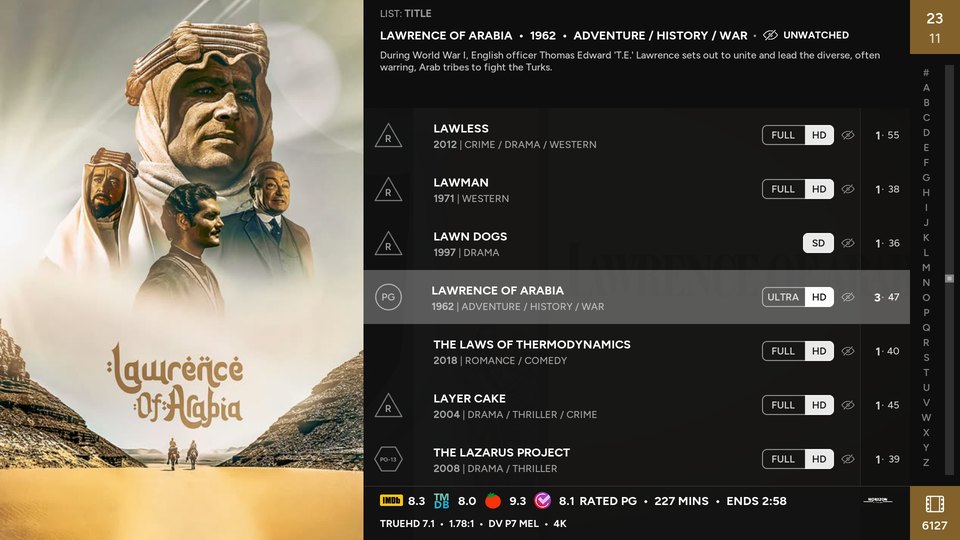 LIST: TITLE
LAWRENCE OF ARABIA • 1962 • ADVENTURE / HISTORY / WAR · UNWATCHED
During World War I, English officer Thomas Edward 'T.E.' Lawrence sets out to unite and lead the diverse, often
warring, Arab tribes to fight the Turks.
23
11
R
LAWLESS
2012 | CRIME / DRAMA / WESTERN
FULL HD
1· 55
R
LAWMAN
1971 | WESTERN
FULL HD
1· 38
R
LAWN DOGS
1997 | DRAMA
SD
1· 36
PG
LAWRENCE OF ARABIA
1962 | ADVENTURE / HISTORY / WAR
ULTRA HD
3· 47
THE LAWS OF THERMODYNAMICS
2018 | ROMANCE / COMEDY
FULL HD
1· 40
R
LAYER CAKE
2004 | DRAMA / THRILLER / CRIME
FULL HD
1· 45
PG-13
THE LAZARUS PROJECT
2008 | DRAMA / THRILLER
FULL HD
1· 39
#
A
B
C
D
E
F
G
H
I
J
K
L
M
N
O
P
Q
R
S
T
U
V
W
X
Y
Z
Lawrence
Of Arabia
IMDb 8.3 TMDB 8.0 9.3 8.1 RATED PG • 227 MINS • ENDS 2:58
HORIZON
TRUEHD 7.1 • 1.78:1 • DV P7 MEL • 4K
6127